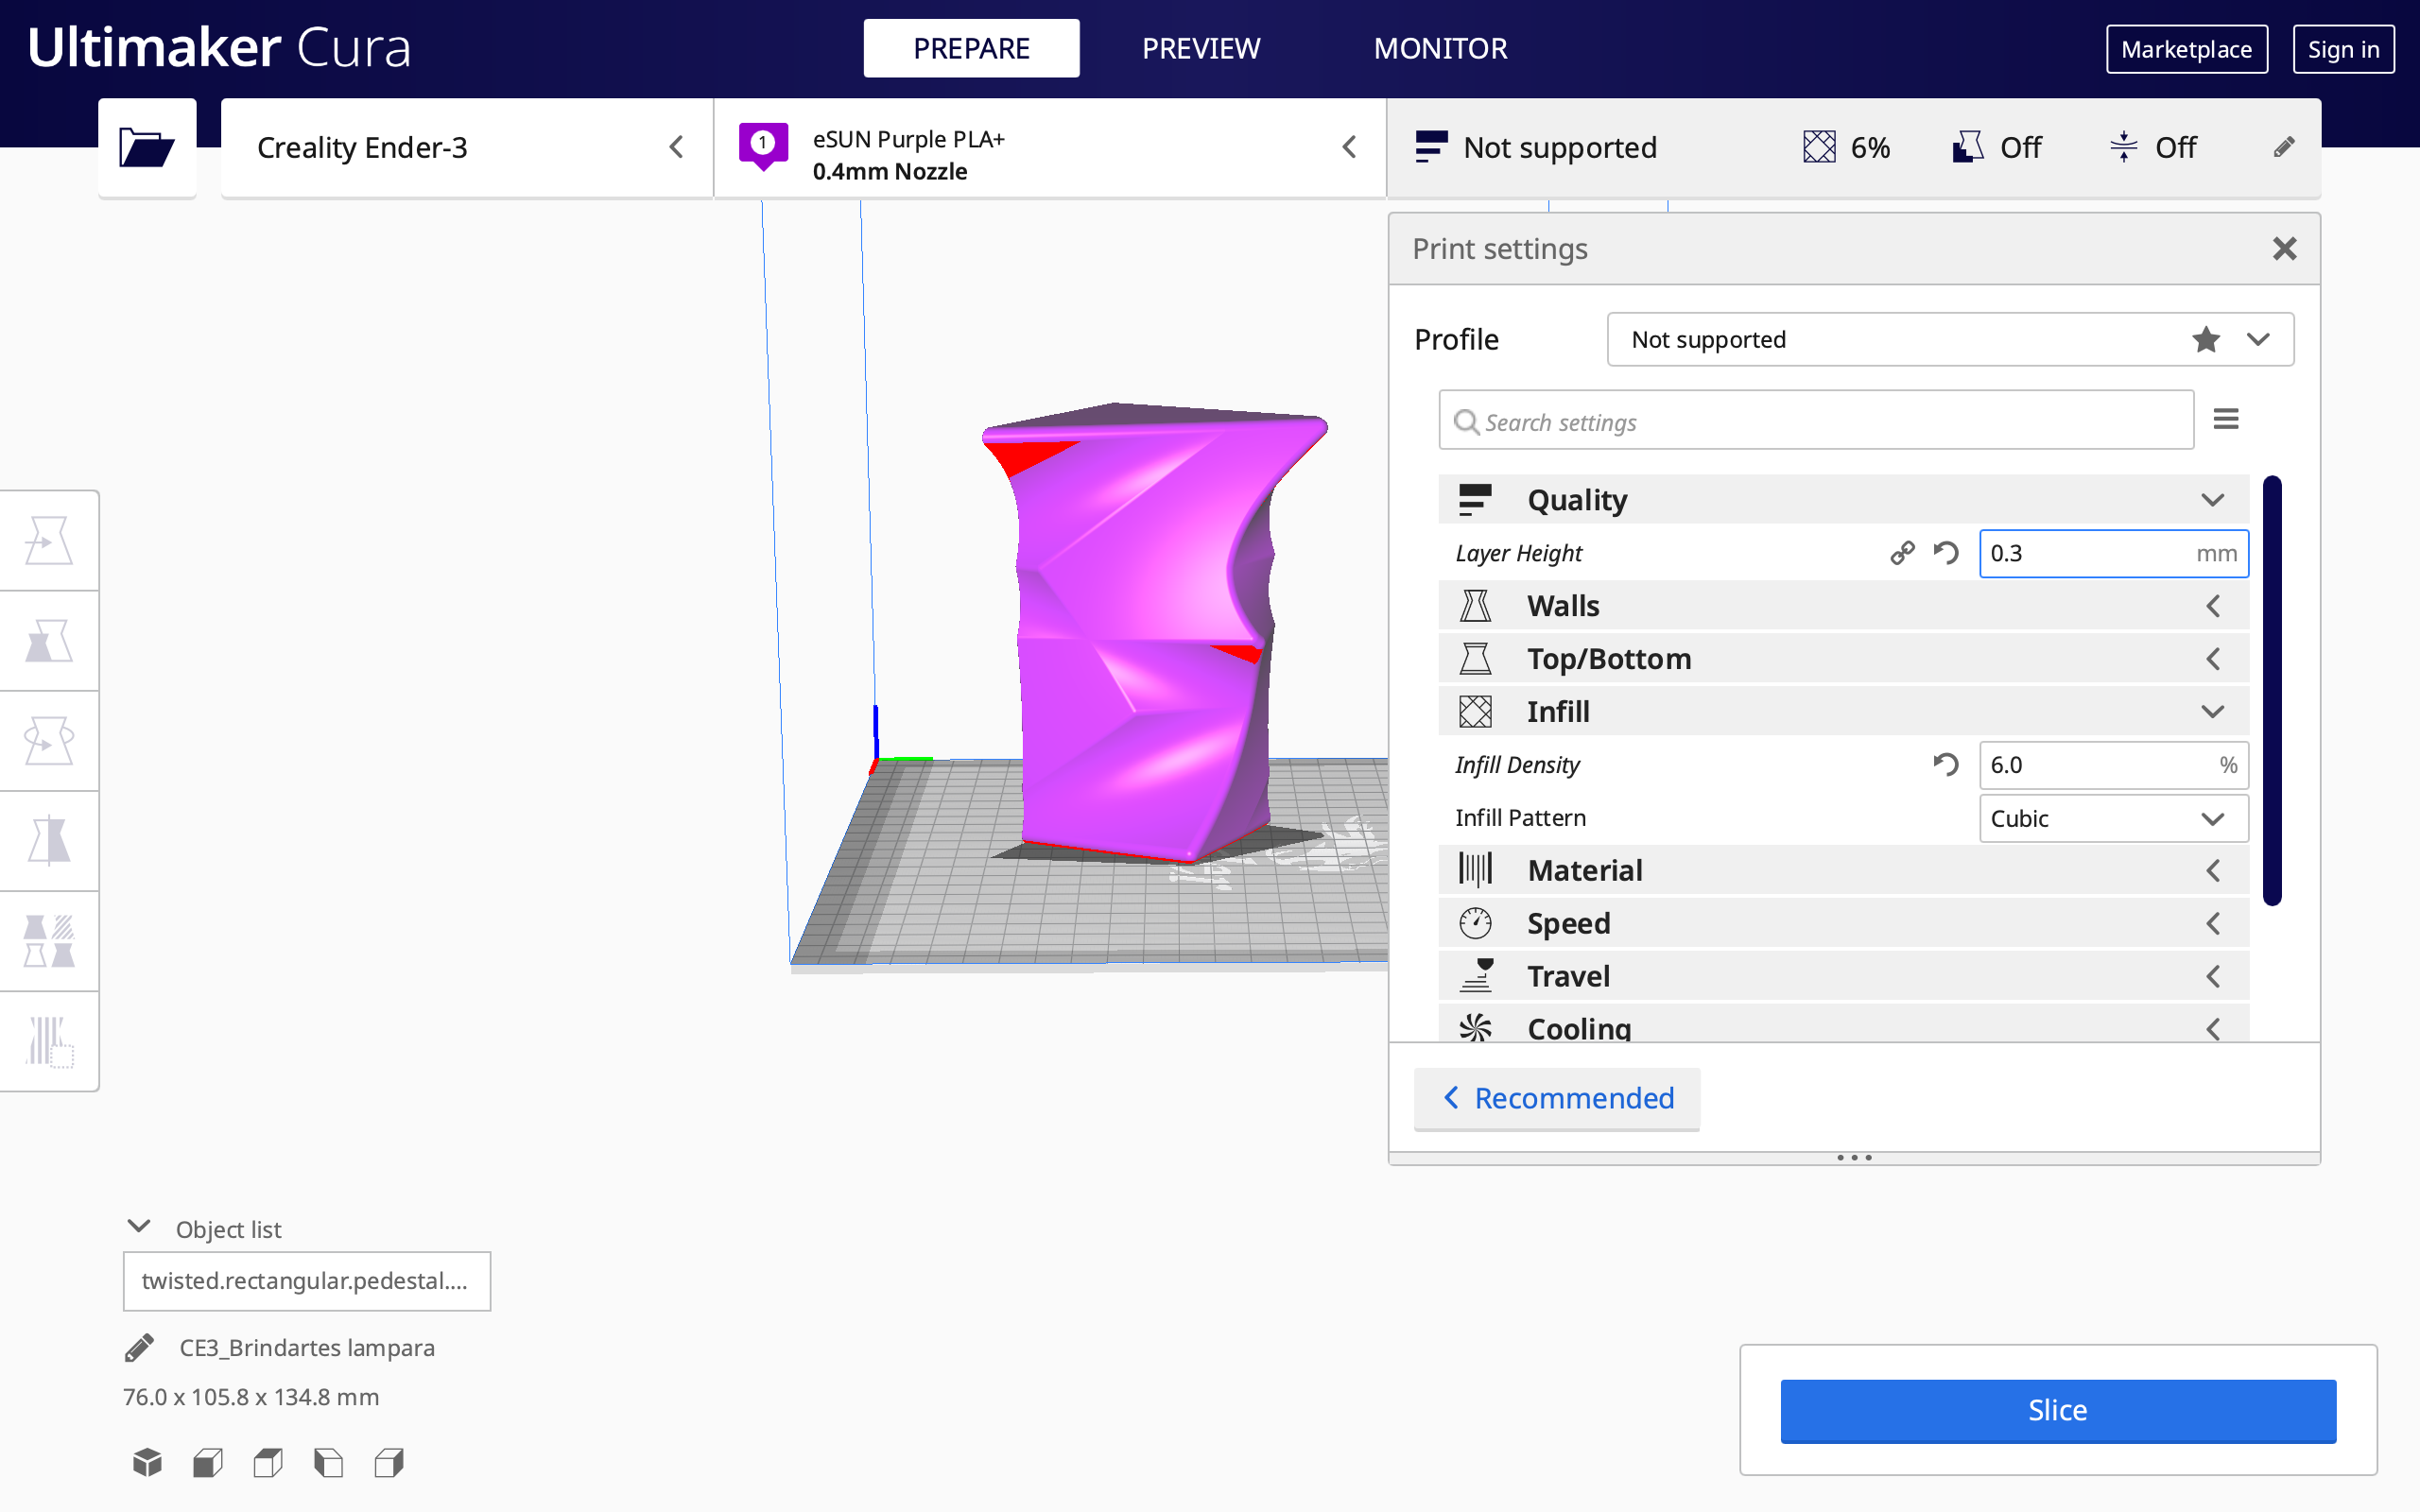 Ultimaker Cura
PREPARE
PREVIEW
MONITOR
Marketplace
Sign in
Creality Ender-3
1
eSUN Purple PLA+
0.4mm Nozzle
Not supported
6%
Off
Off
Print settings
Profile
Not supported
Search settings
Quality
Layer Height
0.3 mm
Walls
Top/Bottom
Infill
Infill Density
6.0 %
Infill Pattern
Cubic
Material
Speed
Travel
Cooling
Recommended
Object list
twisted.rectangular.pedestal....
CE3_Brindartes lampara
76.0 x 105.8 x 134.8 mm
Slice